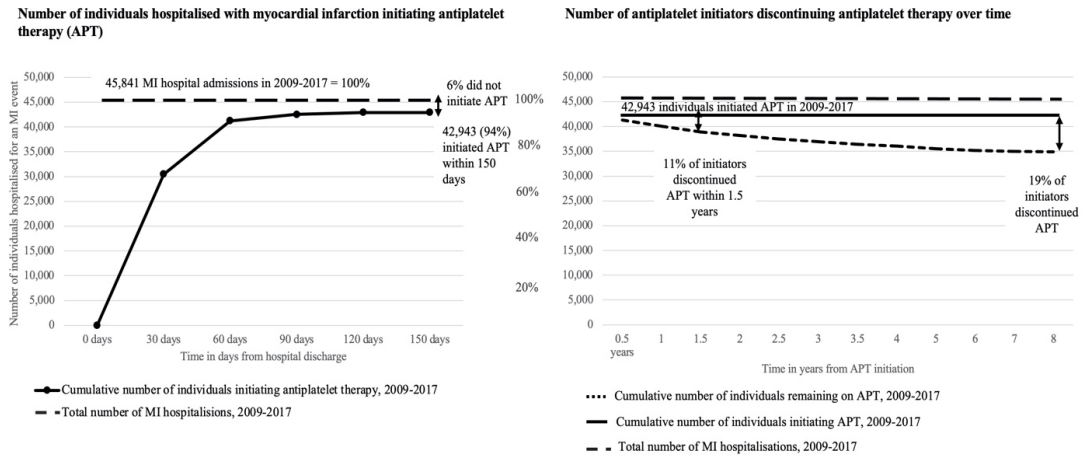 Number of individuals hospitalised with myocardial infarction initiating antiplatelet
therapy (APT)
Number of individuals hospitalised for an MI event
50,000
45,000
40,000
35,000
30,000
25,000
20,000
15,000
10,000
5,000
0
45,841 MI hospital admissions in 2009-2017 = 100%
6% did not
initiate APT
42,943 (94%)
initiated APT
within 150
days
100%
80%
60%
40%
20%
0 days
30 days
60 days
90 days
120 days
150 days
Time in days from hospital discharge
Cumulative number of individuals initiating antiplatelet therapy, 2009-2017
Total number of MI hospitalisions, 2009-2017
Number of antiplatelet initiators discontinuing antiplatelet therapy over time
50,000
45,000
40,000
35,000
30,000
25,000
20,000
15,000
10,000
5,000
0
42,943 individuals initiated APT in 2009-2017
11% of initiators
discontinued
APT within 1.5
years
19% of
initiators
discontinued
APT
0.5
years
1
1.5
2
2.5
3
3.5
4
5
6
7
8
Time in years from APT initiation
Cumulative number of individuals remaining on APT, 2009-2017
Cumulative number of individuals initiating APT, 2009-2017
Total number of MI hospitalisations, 2009-2017